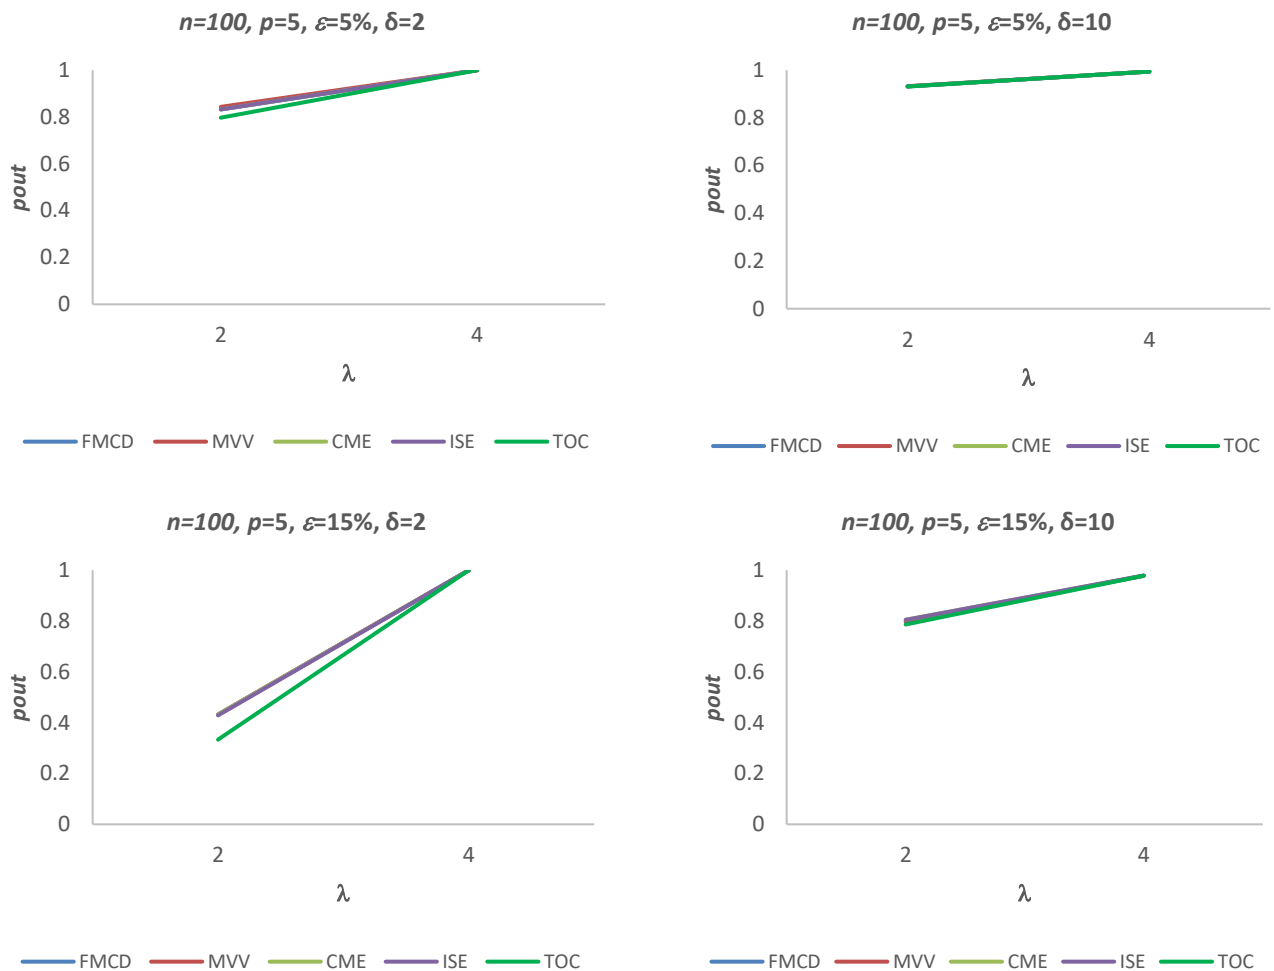 n=100, p=5, ε=5%, δ=2
1
0.8
0.6
0.4
0.2
0
pout
2 4
λ
FMCD MVV CME ISE TOC
n=100, p=5, ε=5%, δ=10
1
0.8
0.6
0.4
0.2
0
pout
2 4
λ
FMCD MVV CME ISE TOC
n=100, p=5, ε=15%, δ=2
1
0.8
0.6
0.4
0.2
0
pout
2 4
λ
FMCD MVV CME ISE TOC
n=100, p=5, ε=15%, δ=10
1
0.8
0.6
0.4
0.2
0
pout
2 4
λ
FMCD MVV CME ISE TOC